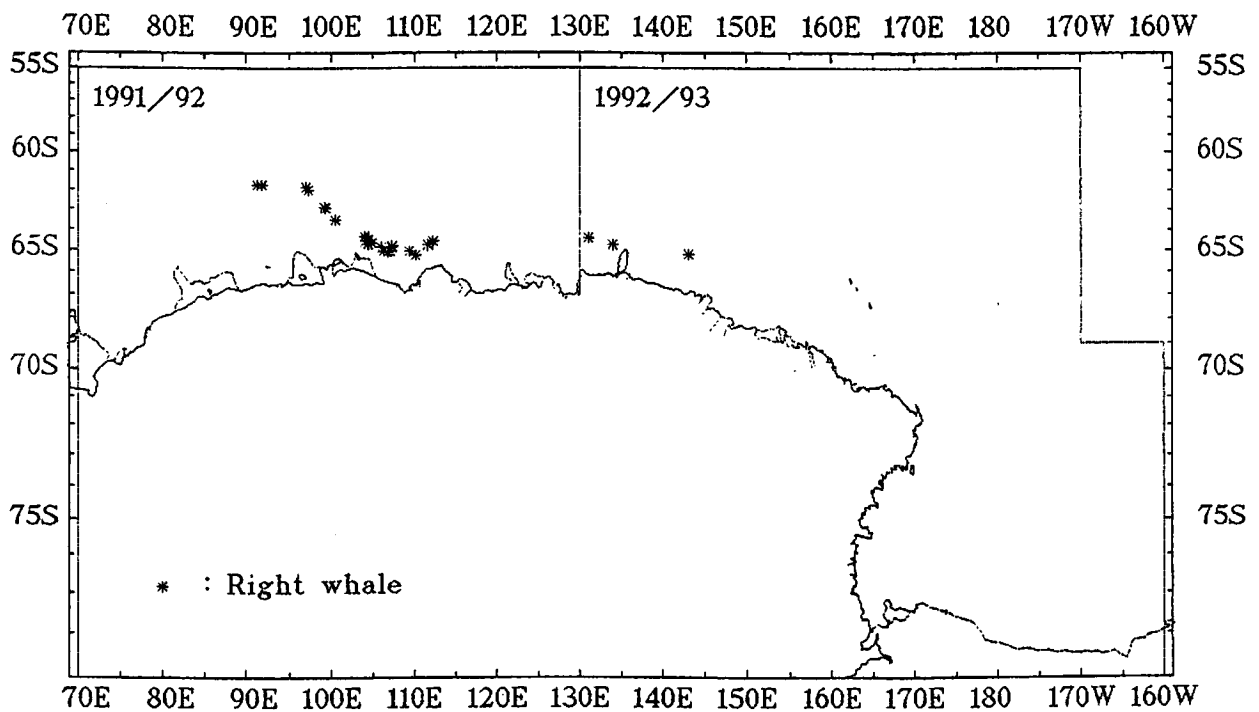 70E 80E 90E 100E 110E 120E 130E 140E 150E 160E 170E 180 170W 160W
55S 55S
1991/92 1992/93
60S 60S
65S 65S
70S 70S
75S 75S
* : Right whale
70E 80E 90E 100E 110E 120E 130E 140E 150E 160E 170E 180 170W 160W